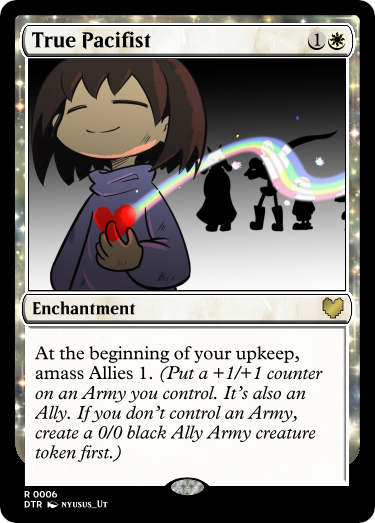 True Pacifist 1
Enchantment
At the beginning of your upkeep,
amass Allies 1. (Put a +1/+1 counter
on an Army you control. It's also an
Ally. If you don't control an Army,
create a 0/0 black Ally Army creature
token first.)
R 0006
DTR NYUSUS_UT